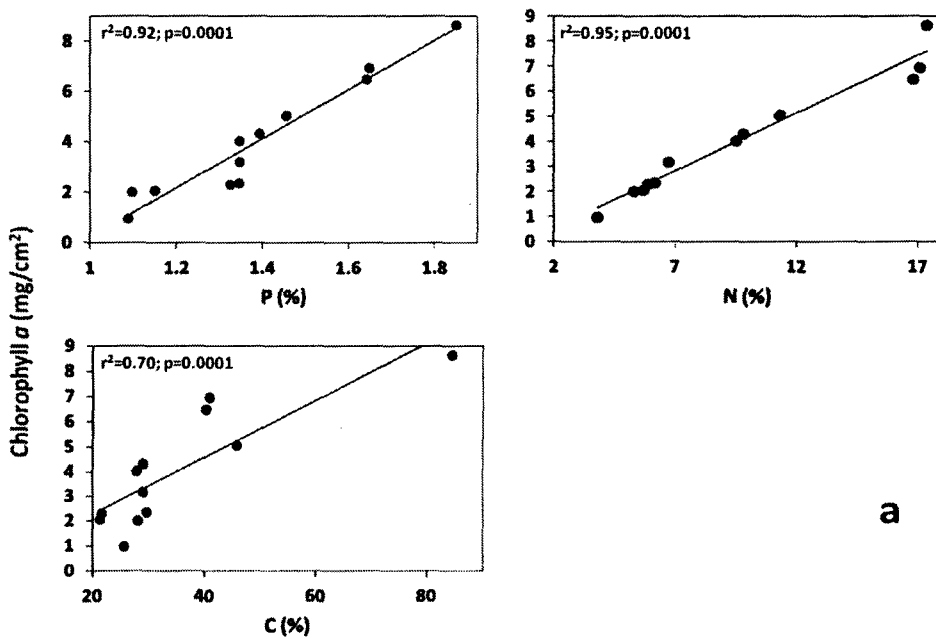 r²=0.92; p=0.0001
8
6
4
2
0
1 1.2 1.4 1.6 1.8
P (%)
r²=0.95; p=0.0001
9
8
7
6
5
4
3
2
1
0
2 7 12 17
N (%)
Chlorophyll a (mg/cm²)
r²=0.70; p=0.0001
9
8
7
6
5
4
3
2
1
0
20 40 60 80
C (%)
a